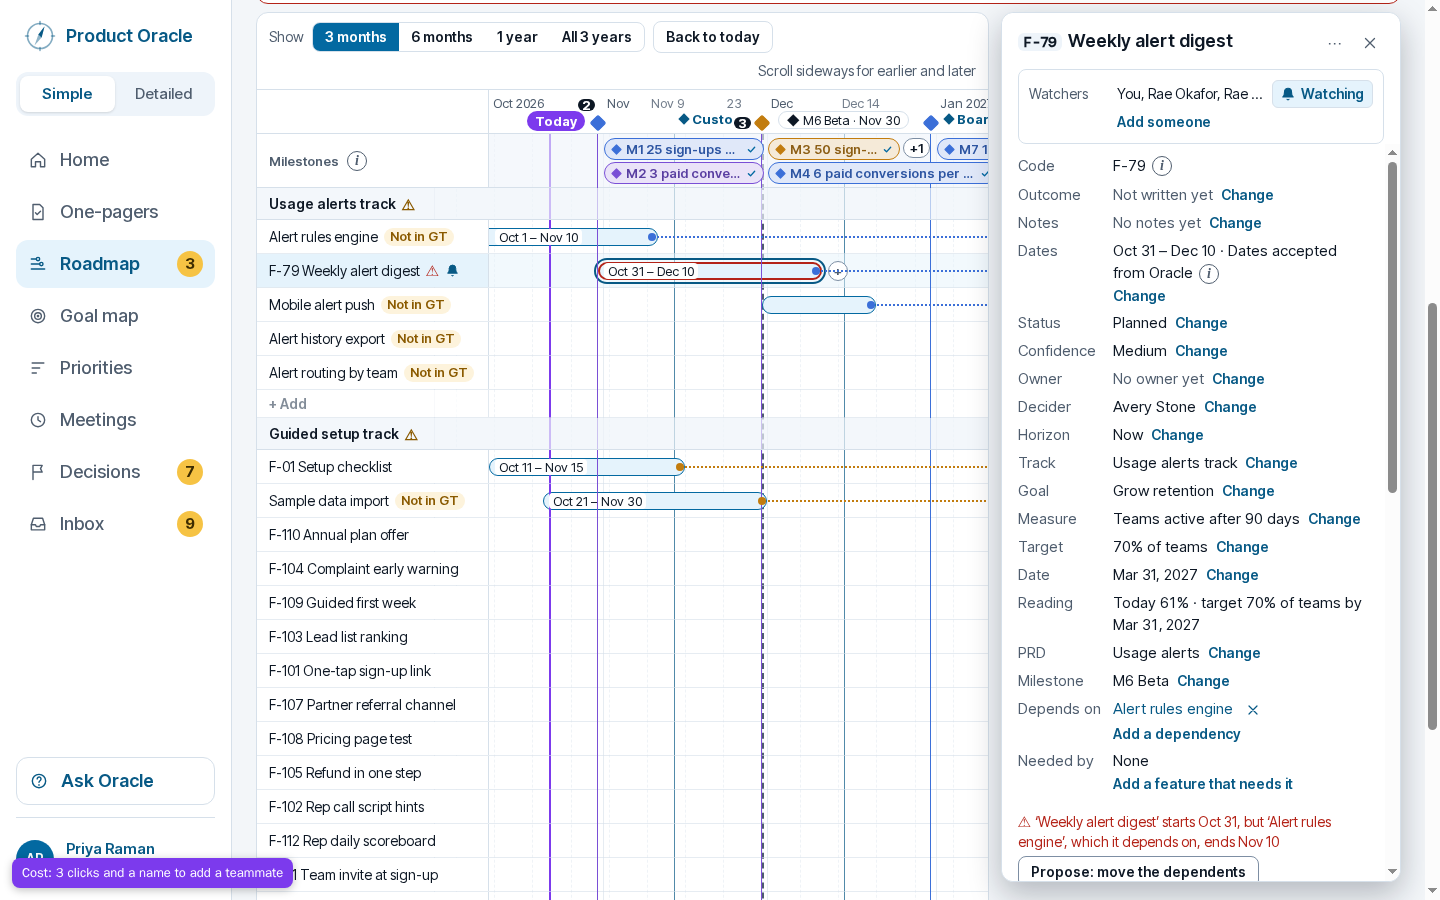 Product Oracle
Simple
Detailed
Home
One-pagers
Roadmap
3
Goal map
Priorities
Meetings
Decisions
7
Inbox
9
Ask Oracle
Priya Raman
Cost: 3 clicks and a name to add a teammate
Show
3 months
6 months
1 year
All 3 years
Back to today
Scroll sideways for earlier and later
Oct 2026
2
Nov
Nov 9
23
Dec
Dec 14
Jan 2027
Today
Custo
3
M6 Beta · Nov 30
Boar
Milestones
M1 25 sign-ups ...
M3 50 sign-...
+1
M7 1
M2 3 paid conve...
M4 6 paid conversions per ...
Usage alerts track
Alert rules engine
Not in GT
Oct 1 – Nov 10
F-79 Weekly alert digest
Oct 31 – Dec 10
Mobile alert push
Not in GT
Alert history export
Not in GT
Alert routing by team
Not in GT
+ Add
Guided setup track
F-01 Setup checklist
Oct 11 – Nov 15
Sample data import
Not in GT
Oct 21 – Nov 30
F-110 Annual plan offer
F-104 Complaint early warning
F-109 Guided first week
F-103 Lead list ranking
F-101 One-tap sign-up link
F-107 Partner referral channel
F-108 Pricing page test
F-105 Refund in one step
F-102 Rep call script hints
F-112 Rep daily scoreboard
1 Team invite at sign-up
F-79 Weekly alert digest
Watchers
You, Rae Okafor, Rae ...
Watching
Add someone
Code
F-79
Outcome
Not written yet Change
Notes
No notes yet Change
Dates
Oct 31 – Dec 10 · Dates accepted
from Oracle
Change
Status
Planned Change
Confidence
Medium Change
Owner
No owner yet Change
Decider
Avery Stone Change
Horizon
Now Change
Track
Usage alerts track Change
Goal
Grow retention Change
Measure
Teams active after 90 days Change
Target
70% of teams Change
Date
Mar 31, 2027 Change
Reading
Today 61% · target 70% of teams by
Mar 31, 2027
PRD
Usage alerts Change
Milestone
M6 Beta Change
Depends on
Alert rules engine
Add a dependency
Needed by
None
Add a feature that needs it
‘Weekly alert digest’ starts Oct 31, but ‘Alert rules
engine’, which it depends on, ends Nov 10
Propose: move the dependents